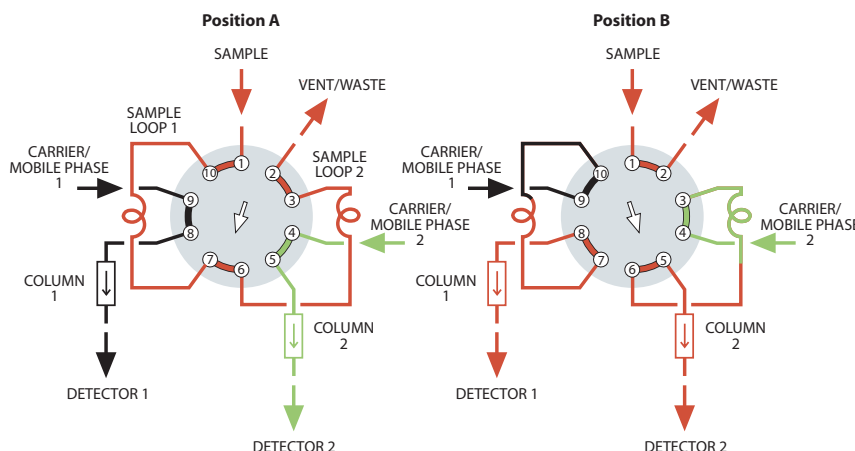 Position A
SAMPLE
VENT/WASTE
SAMPLE
LOOP 1
CARRIER/
MOBILE PHASE
1
SAMPLE
LOOP 2
CARRIER/
MOBILE PHASE
2
1
2
3
4
5
6
7
8
9
10
COLUMN
1
COLUMN
2
DETECTOR 1
DETECTOR 2
Position B
SAMPLE
VENT/WASTE
CARRIER/
MOBILE PHASE
1
CARRIER/
MOBILE PHASE
2
1
2
3
4
5
6
7
8
9
10
COLUMN
1
COLUMN
2
DETECTOR 1
DETECTOR 2